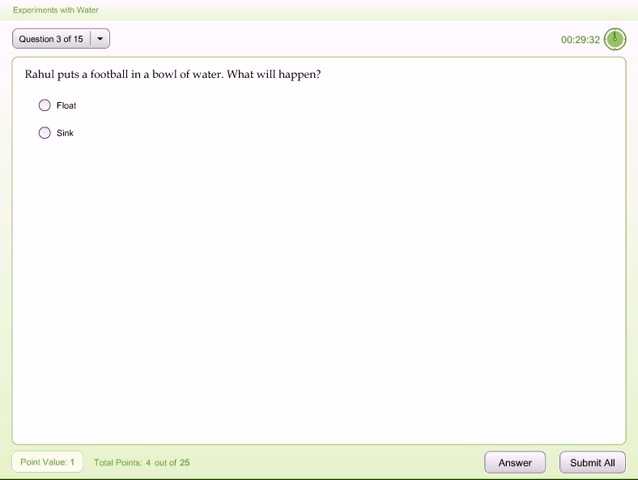 Experiments with Water
Question 3 of 15
00:29:32
Rahul puts a football in a bowl of water. What will happen?
Float
Sink
Point Value: 1
Total Points: 4 out of 25
Answer
Submit All